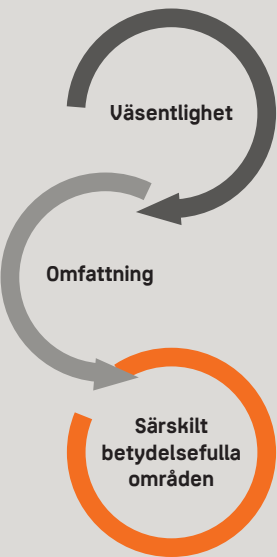 Väsentlighet
Omfattning
Särskilt
betydelsefulla
områden